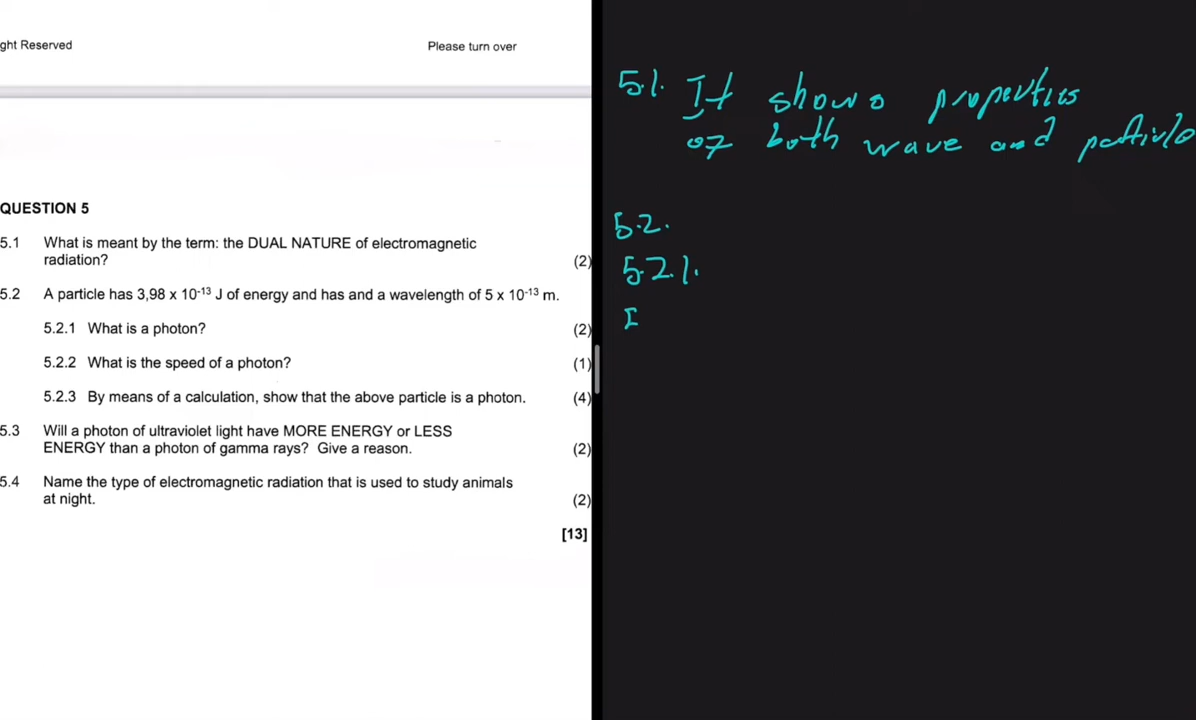 ght Reserved
Please turn over
QUESTION 5
5.1 What is meant by the term: the DUAL NATURE of electromagnetic
radiation? (2)
5.2 A particle has 3,98 x 10⁻¹³ J of energy and has and a wavelength of 5 x 10⁻¹³ m.
5.2.1 What is a photon? (2)
5.2.2 What is the speed of a photon? (1)
5.2.3 By means of a calculation, show that the above particle is a photon. (4)
5.3 Will a photon of ultraviolet light have MORE ENERGY or LESS
ENERGY than a photon of gamma rays? Give a reason. (2)
5.4 Name the type of electromagnetic radiation that is used to study animals
at night. (2)
[13]
5.1. It shows properties
of both wave and particle
5.2.
5.2.1.
I